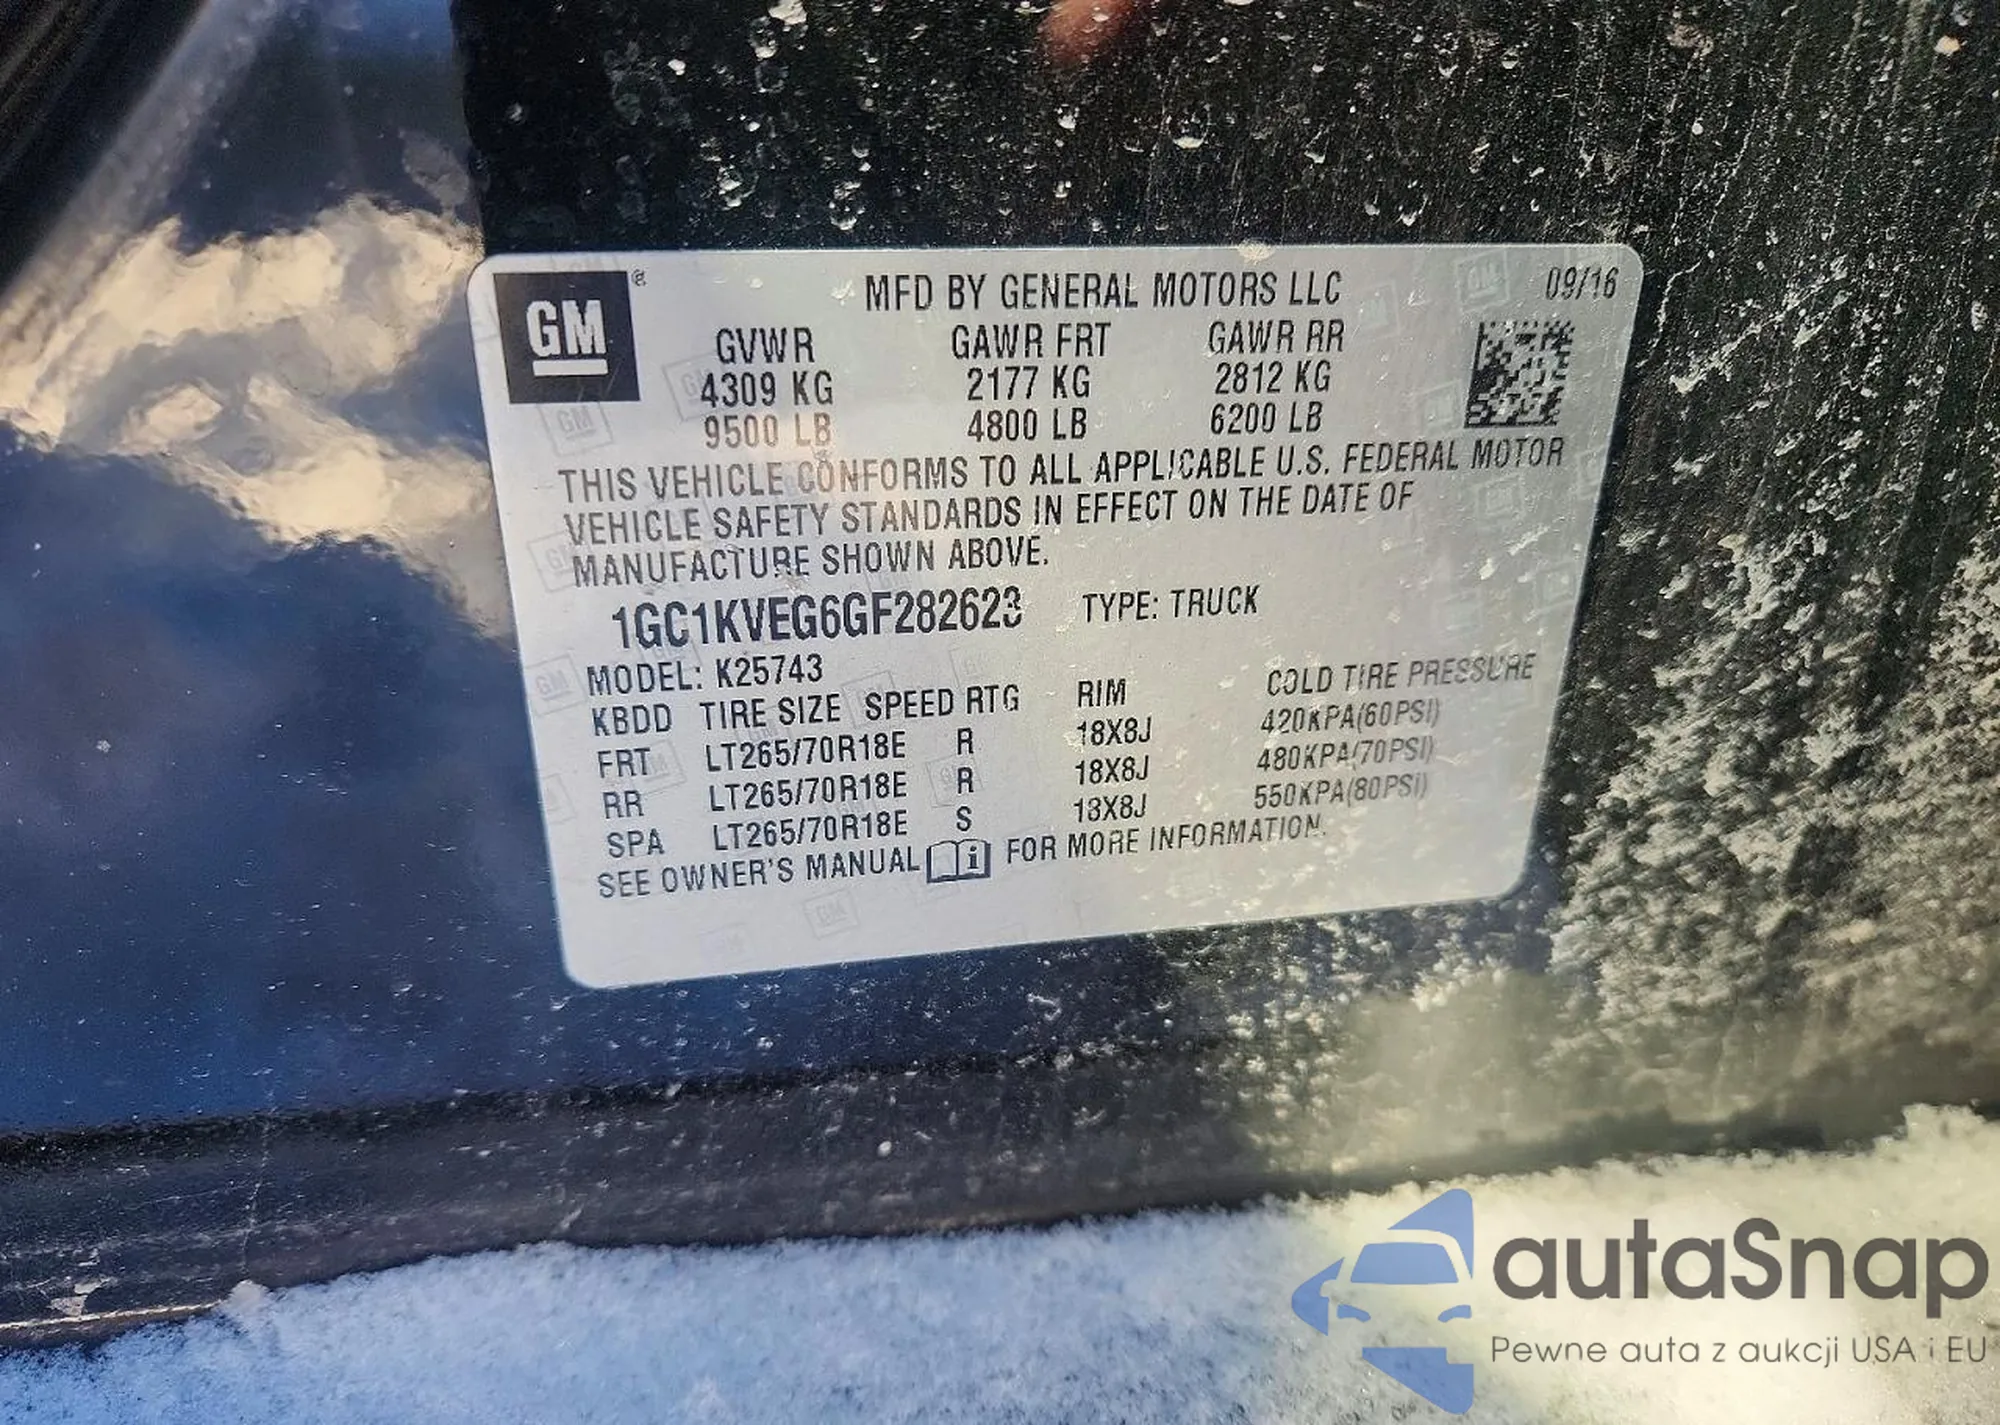 GM ®
MFD BY GENERAL MOTORS LLC 09/16
GVWR GAWR FRT GAWR RR
4309 KG 2177 KG 2812 KG
9500 LB 4800 LB 6200 LB
THIS VEHICLE CONFORMS TO ALL APPLICABLE U.S. FEDERAL MOTOR
VEHICLE SAFETY STANDARDS IN EFFECT ON THE DATE OF
MANUFACTURE SHOWN ABOVE.
1GC1KVEG6GF282623 TYPE: TRUCK
MODEL: K25743
KBDD TIRE SIZE SPEED RTG RIM COLD TIRE PRESSURE
FRT LT265/70R18E R 18X8J 420KPA(60PSI)
RR LT265/70R18E R 18X8J 480KPA(70PSI)
SPA LT265/70R18E S 18X8J 550KPA(80PSI)
SEE OWNER'S MANUAL FOR MORE INFORMATION.
autaSnap
Pewne auta z aukcji USA i EU